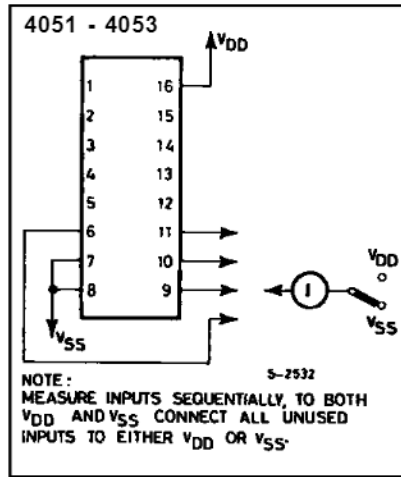 4051 - 4053
VDD
1 16
2 15
3 14
4 13
5 12
6 11
7 10
8 9
I
VDD
VSS
VSS
S-2532
NOTE:
MEASURE INPUTS SEQUENTIALLY, TO BOTH
VDD AND VSS CONNECT ALL UNUSED
INPUTS TO EITHER VDD OR VSS.